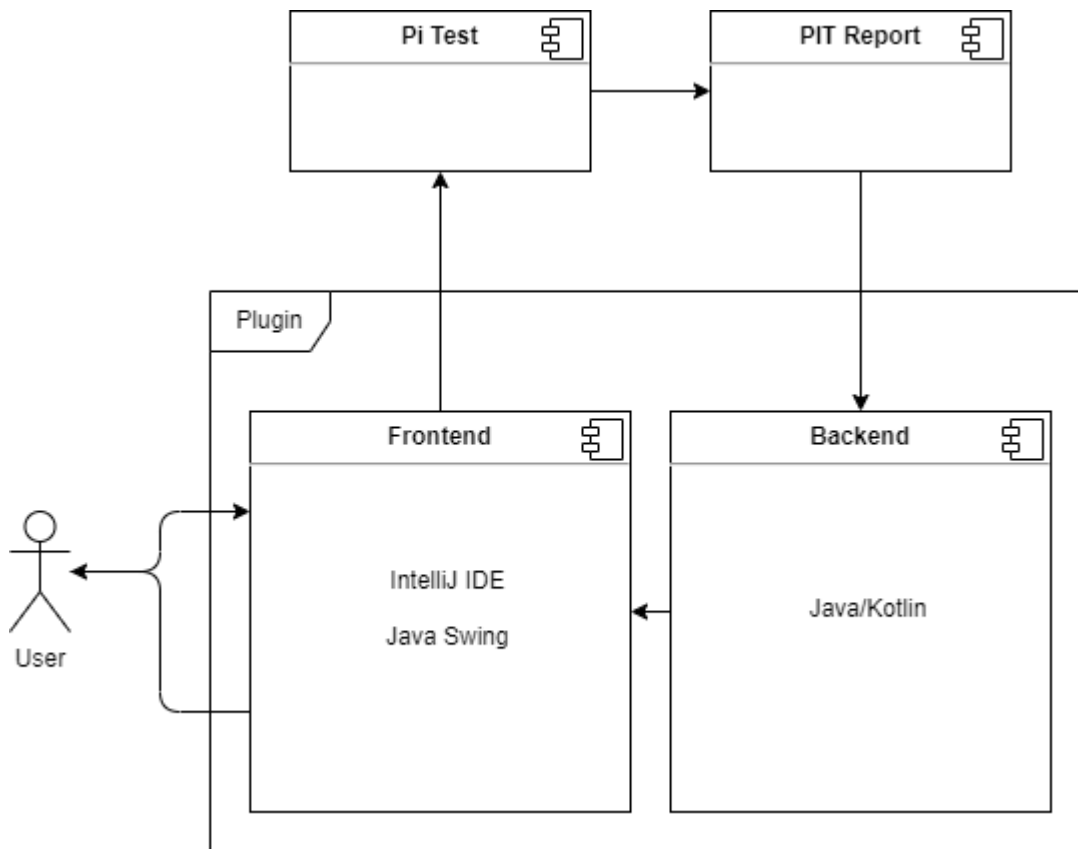 Pi Test
PIT Report
Plugin
Frontend
Backend
IntelliJ IDE
Java Swing
Java/Kotlin
User